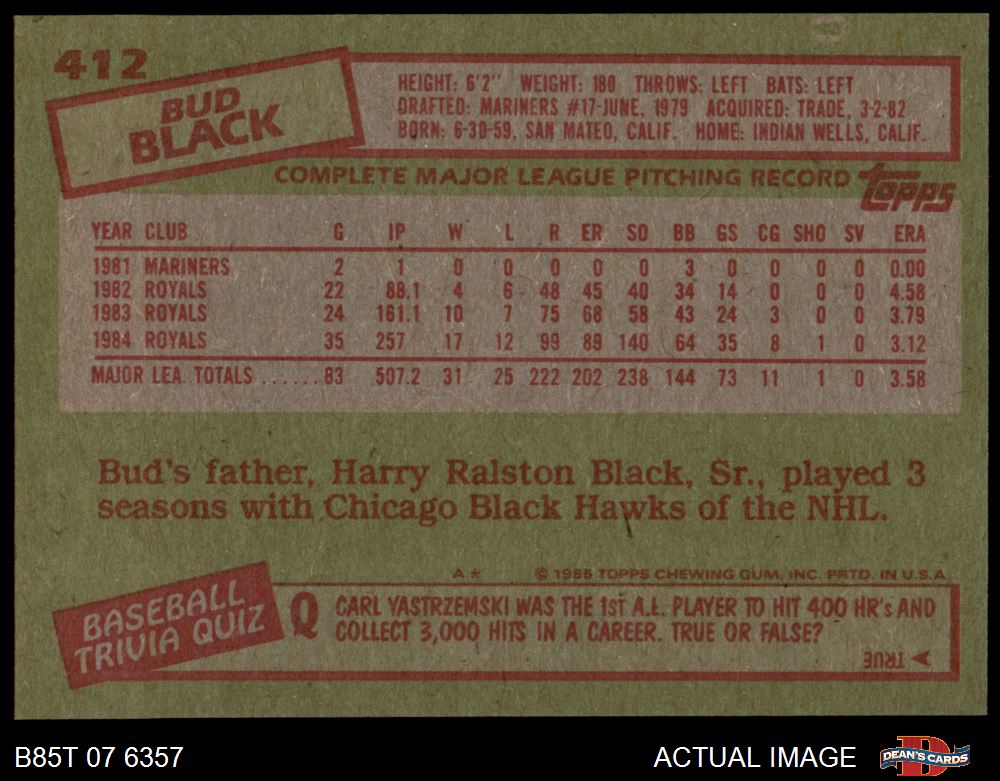 412
BUD
BLACK
HEIGHT: 6'2" WEIGHT: 180 THROWS: LEFT BATS: LEFT
DRAFTED: MARINERS #17-JUNE, 1979 ACQUIRED: TRADE, 3-2-82
BORN: 6-30-59, SAN MATEO, CALIF. HOME: INDIAN WELLS, CALIF.
COMPLETE MAJOR LEAGUE PITCHING RECORD
topps
YEAR CLUB G IP W L R ER SO BB GS CG SHO SV ERA
1981 MARINERS 2 1 0 0 0 0 0 3 0 0 0 0 0.00
1982 ROYALS 22 88.1 4 6 48 45 40 34 14 0 0 0 4.58
1983 ROYALS 24 161.1 10 7 75 68 58 43 24 3 0 0 3.79
1984 ROYALS 35 257 17 12 99 89 140 64 35 8 1 0 3.12
MAJOR LEA. TOTALS ......83 507.2 31 25 222 202 238 144 73 11 1 0 3.58
Bud's father, Harry Ralston Black, Sr., played 3
seasons with Chicago Black Hawks of the NHL.
A* © 1985 TOPPS CHEWING GUM, INC. PRTD. IN U.S.A
BASEBALL
TRIVIA QUIZ
Q CARL YASTRZEMSKI WAS THE 1st A.L. PLAYER TO HIT 400 HR's AND
COLLECT 3,000 HITS IN A CAREER. TRUE OR FALSE?
TRUE
B85T 07 6357
ACTUAL IMAGE
DEAN'S CARDS